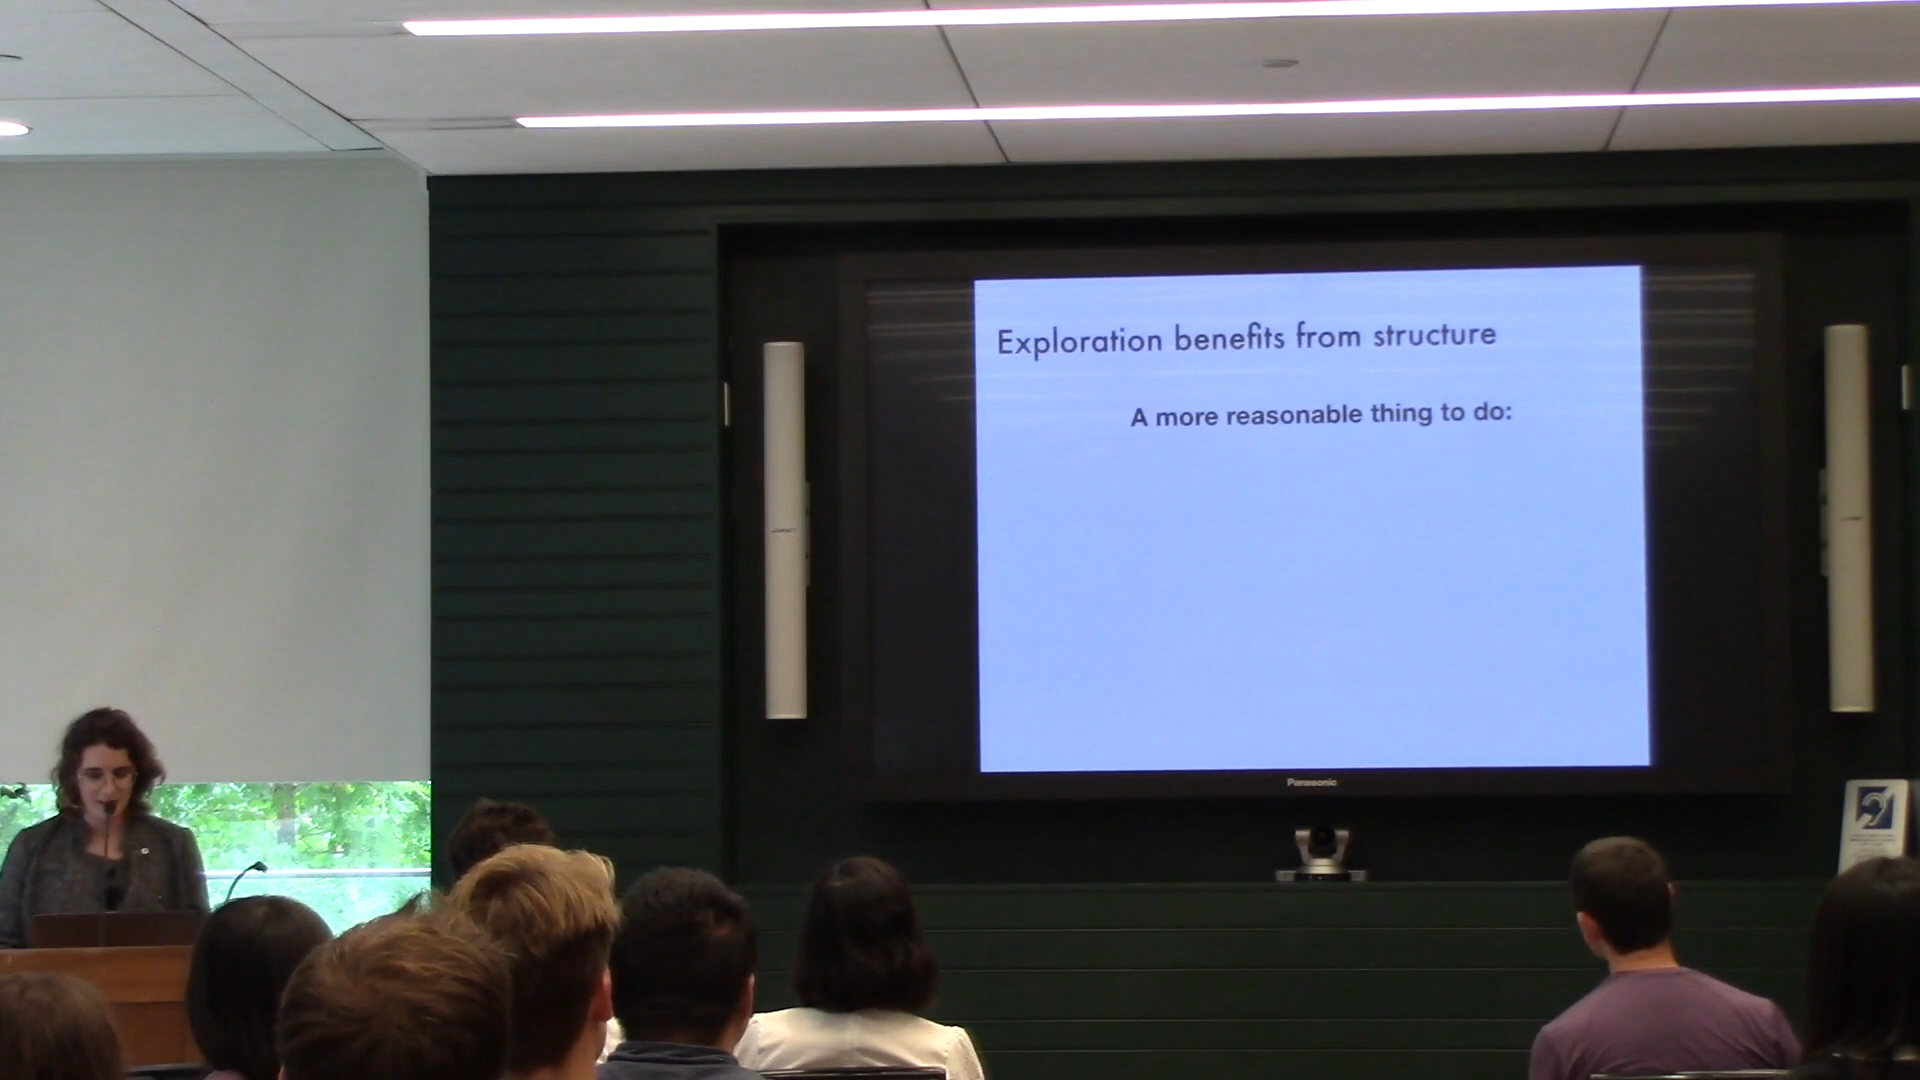 Exploration benefits from structure
A more reasonable thing to do:
Panasonic